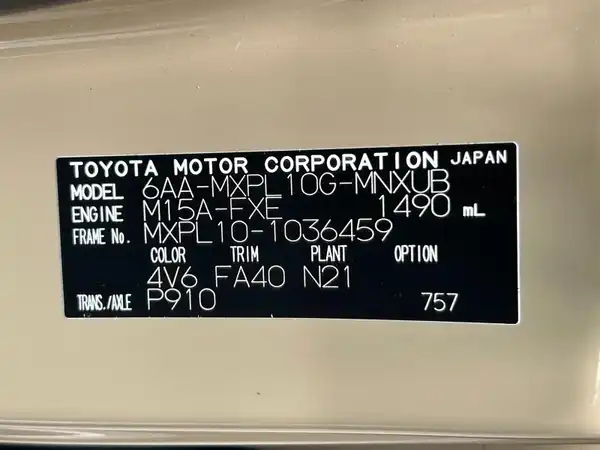 TOYOTA MOTOR CORPORATION JAPAN
MODEL 6AA-MXPL10G-MNXUB
ENGINE M15A-FXE 1490 mL
FRAME No. MXPL10-1036459
COLOR TRIM PLANT OPTION
4V6 FA40 N21
TRANS./AXLE P910 757